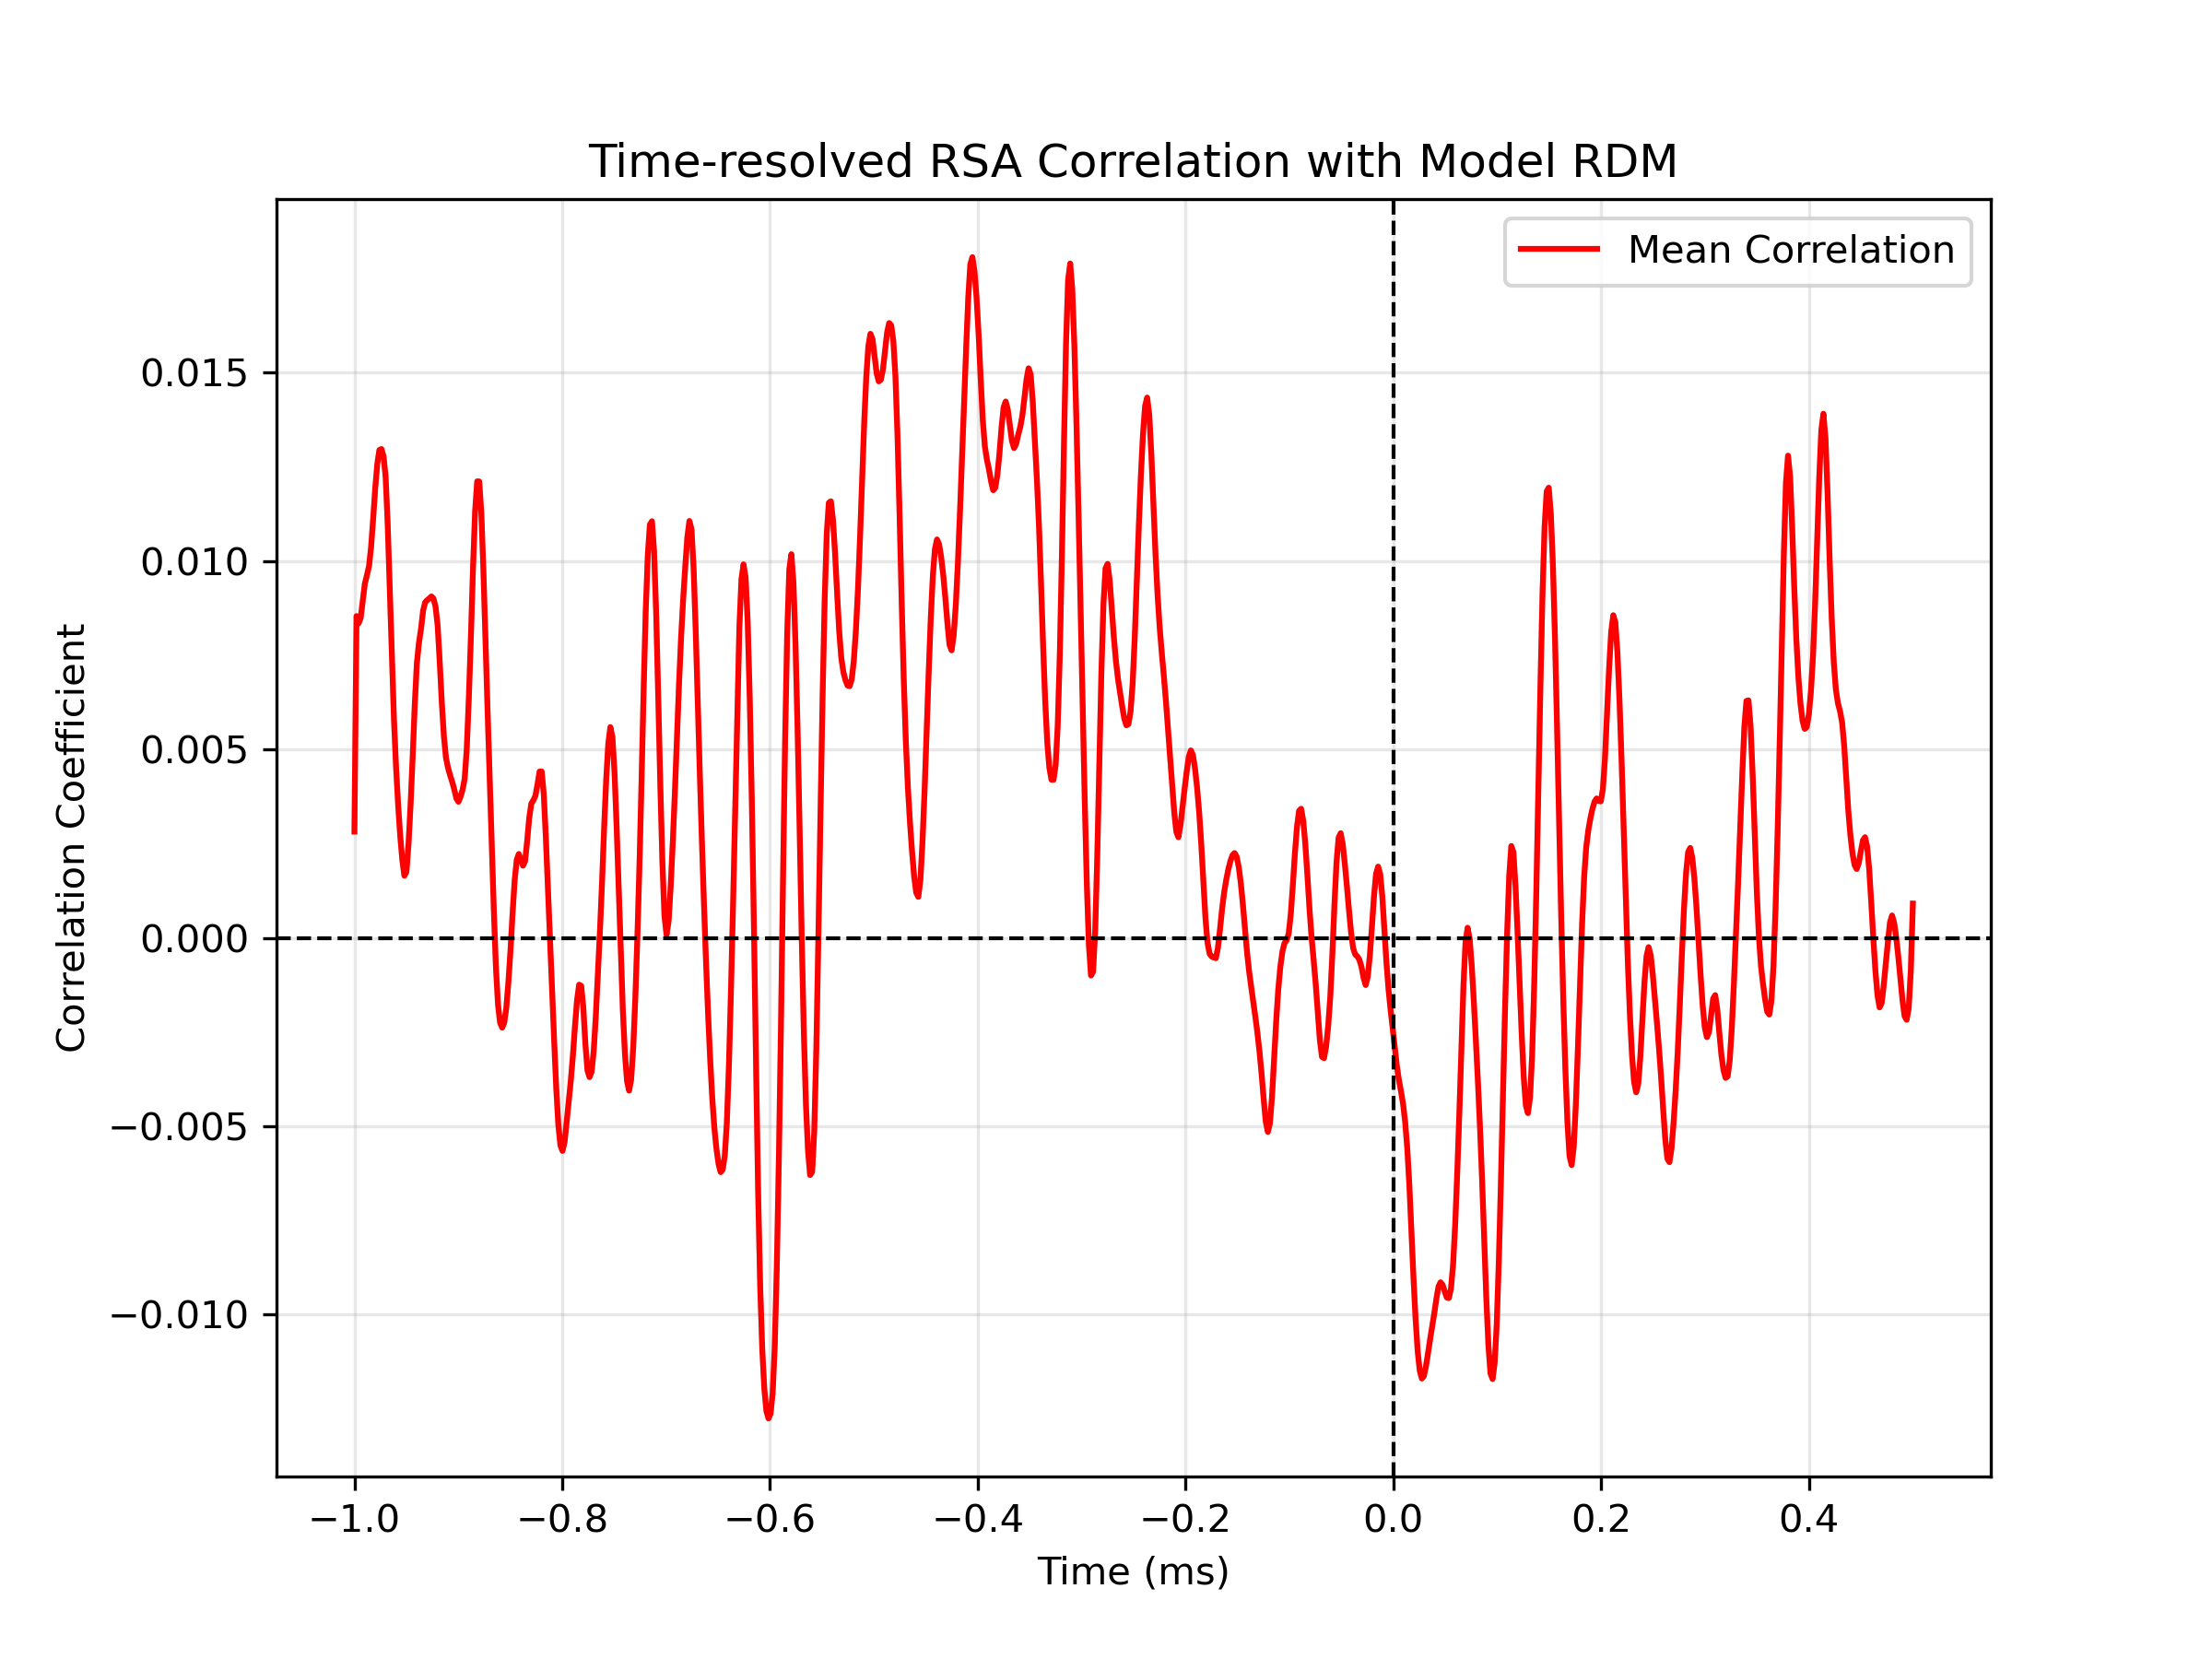 Time-resolved RSA Correlation with Model RDM
Mean Correlation
Correlation Coefficient
0.015
0.010
0.005
0.000
−0.005
−0.010
−1.0 −0.8 −0.6 −0.4 −0.2 0.0 0.2 0.4
Time (ms)